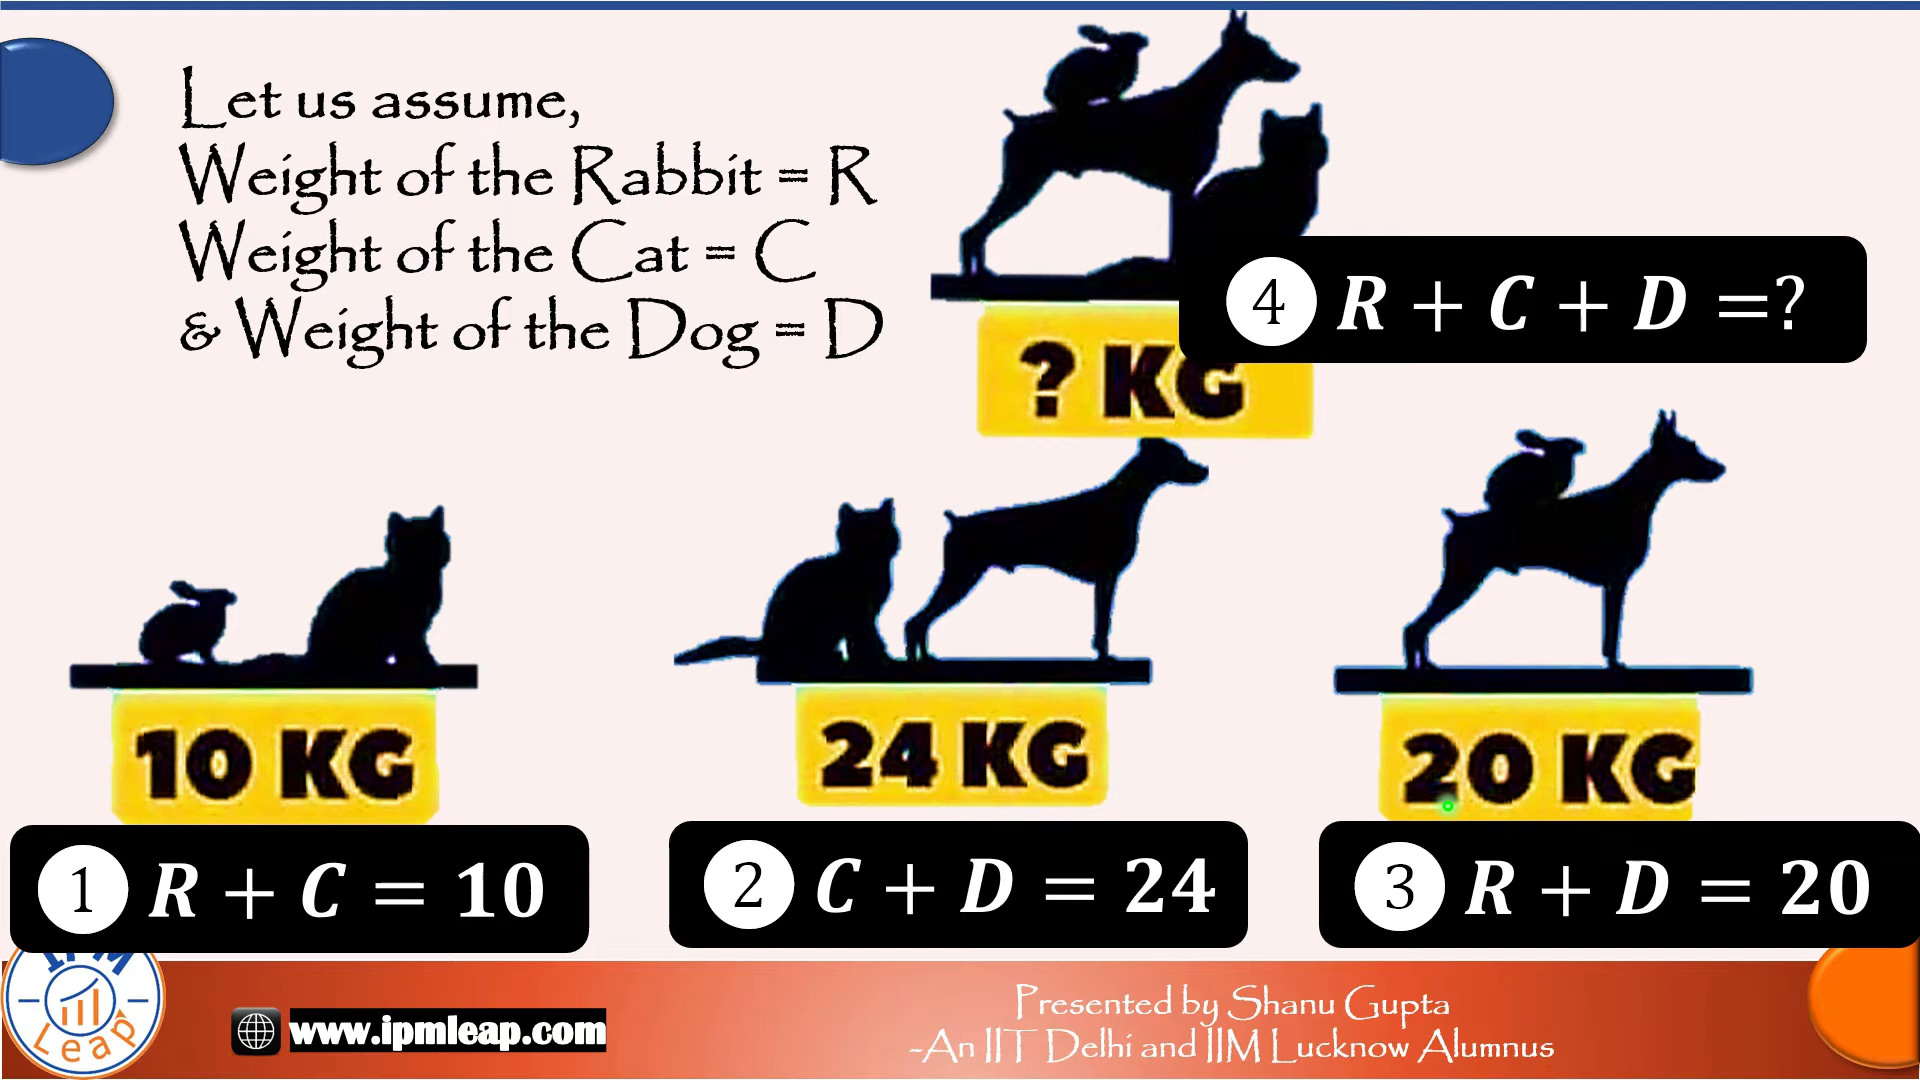 Let us assume,
Weight of the Rabbit = R
Weight of the Cat = C
& Weight of the Dog = D
4 R + C + D =?
? KG
10 KG
24 KG
20 KG
1 R + C = 10
2 C + D = 24
3 R + D = 20
IPM
Leap
www.ipmleap.com
Presented by Shanu Gupta
-An IIT Delhi and IIM Lucknow Alumnus